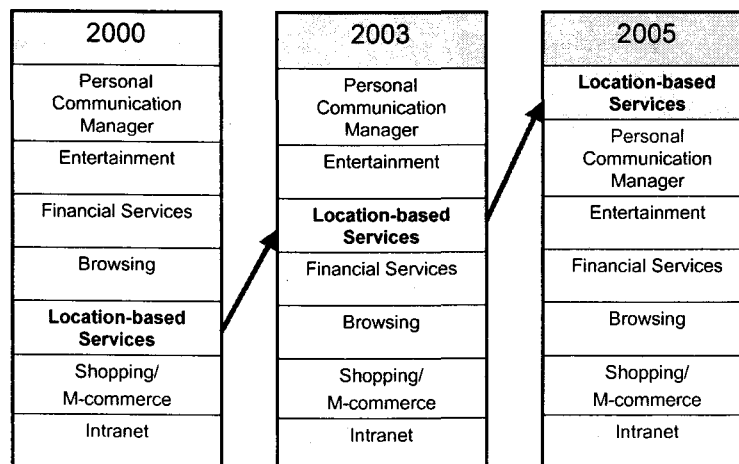 2000
Personal
Communication
Manager
Entertainment
Financial Services
Browsing
Location-based
Services
Shopping/
M-commerce
Intranet
2003
Personal
Communication
Manager
Entertainment
Location-based
Services
Financial Services
Browsing
Shopping/
M-commerce
Intranet
2005
Location-based
Services
Personal
Communication
Manager
Entertainment
Financial Services
Browsing
Shopping/
M-commerce
Intranet